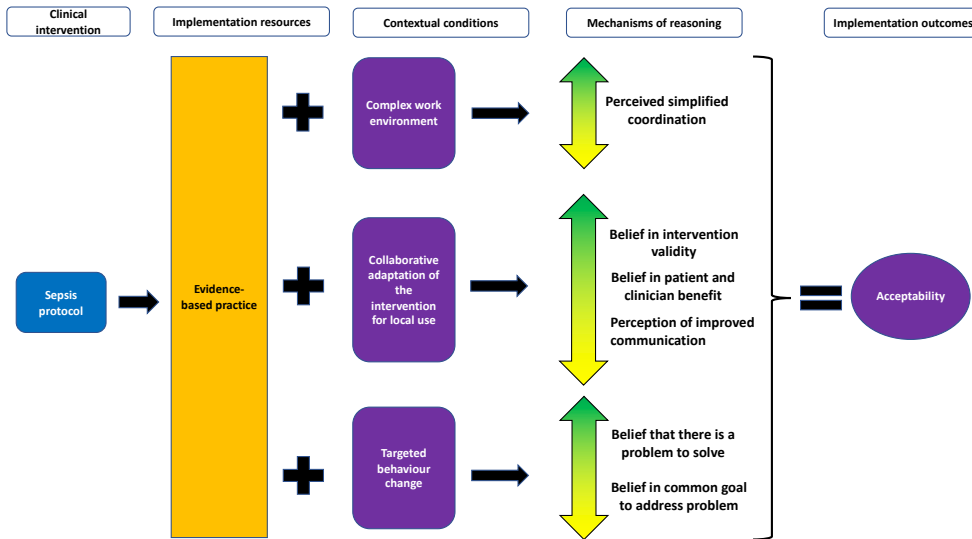 Clinical
intervention
Implementation resources
Contextual conditions
Mechanisms of reasoning
Implementation outcomes
Complex work
environment
Perceived simplified
coordination
Sepsis
protocol
Evidence-
based practice
Collaborative
adaptation of
the
intervention
for local use
Belief in intervention
validity
Belief in patient and
clinician benefit
Perception of improved
communication
Acceptability
Targeted
behaviour
change
Belief that there is a
problem to solve
Belief in common goal
to address problem